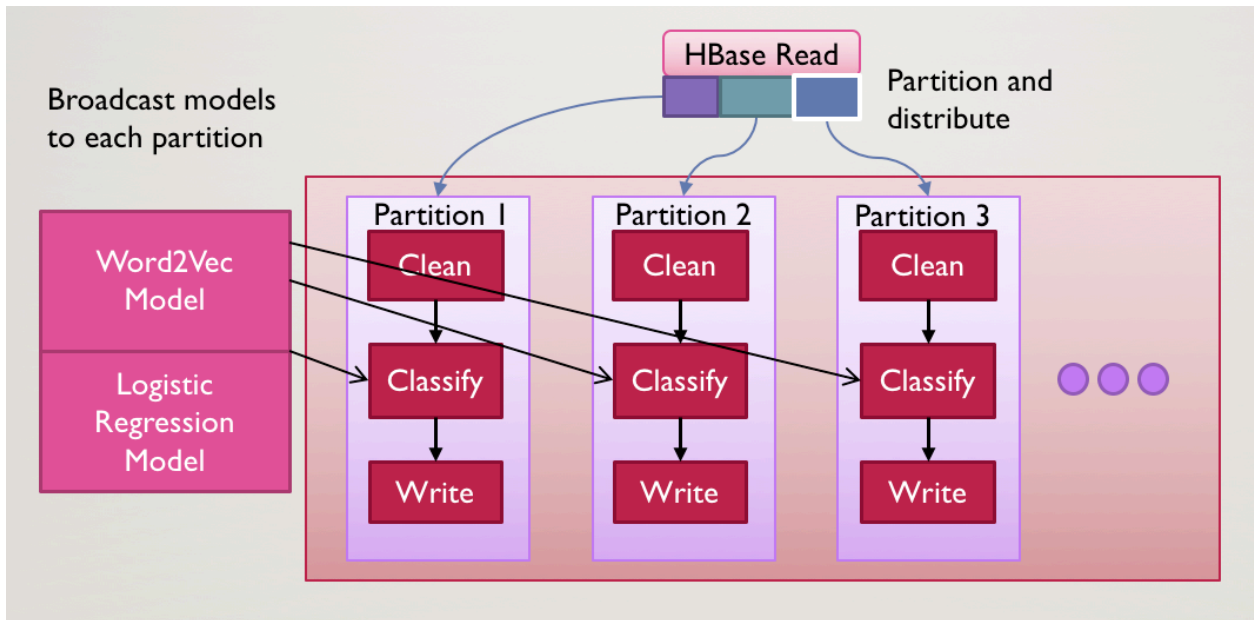 HBase Read
Partition and
distribute
Broadcast models
to each partition
Word2Vec
Model
Logistic
Regression
Model
Partition 1
Clean
Classify
Write
Partition 2
Clean
Classify
Write
Partition 3
Clean
Classify
Write